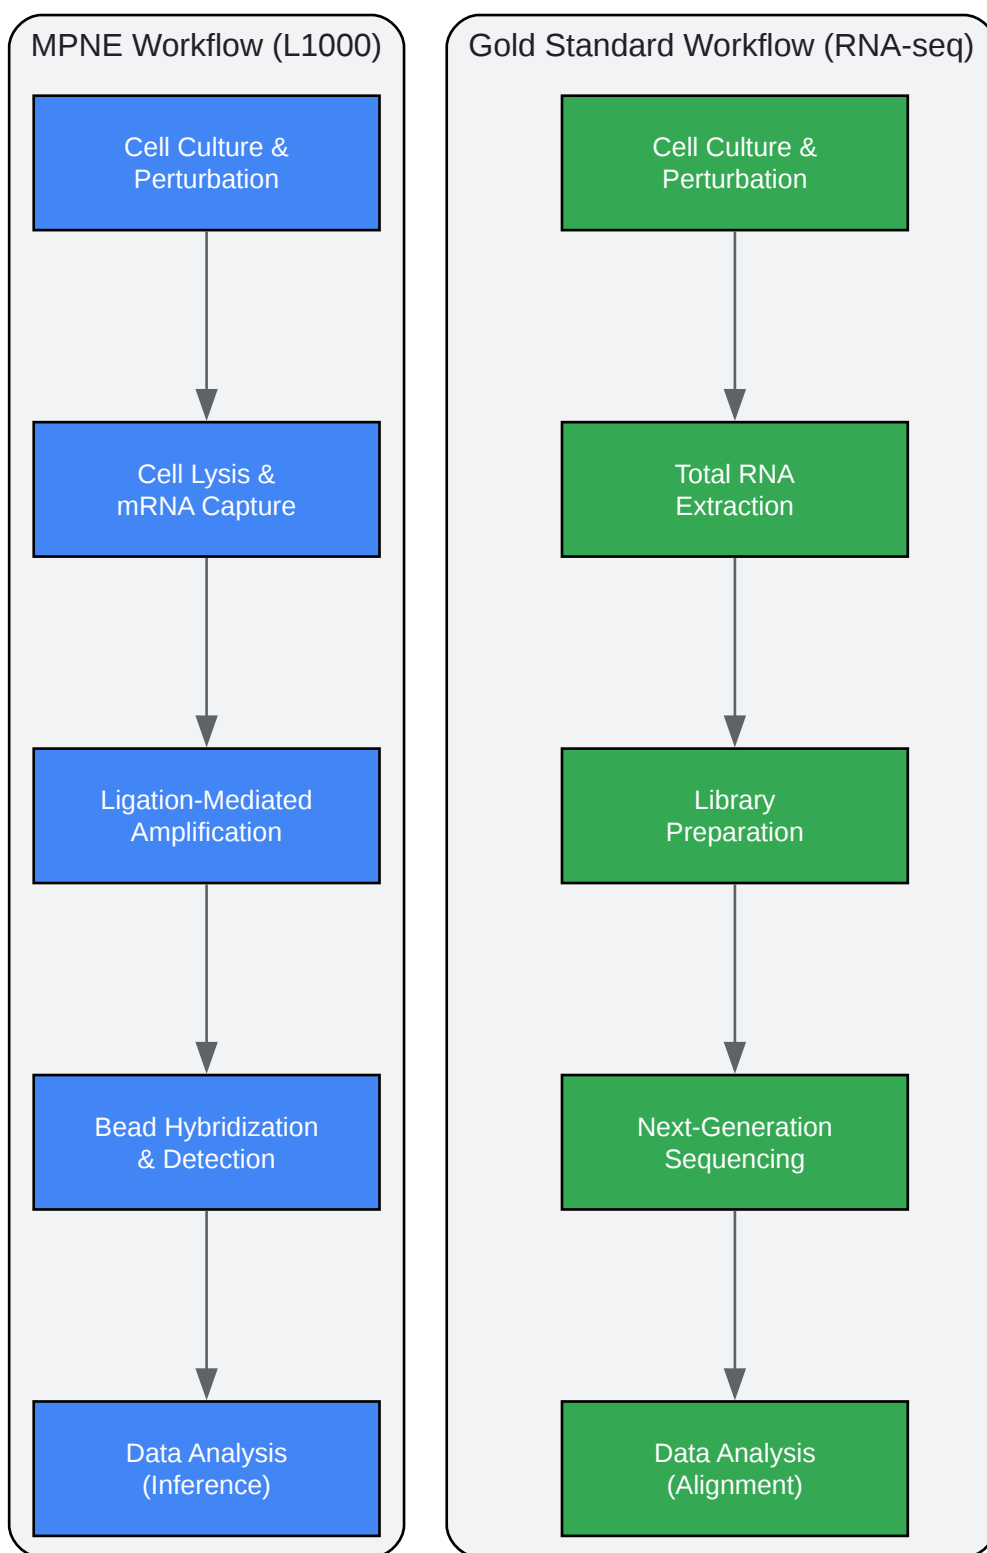 MPNE Workflow (L1000)
Cell Culture &
Perturbation
Cell Lysis &
mRNA Capture
Ligation-Mediated
Amplification
Bead Hybridization
& Detection
Data Analysis
(Inference)
Gold Standard Workflow (RNA-seq)
Cell Culture &
Perturbation
Total RNA
Extraction
Library
Preparation
Next-Generation
Sequencing
Data Analysis
(Alignment)